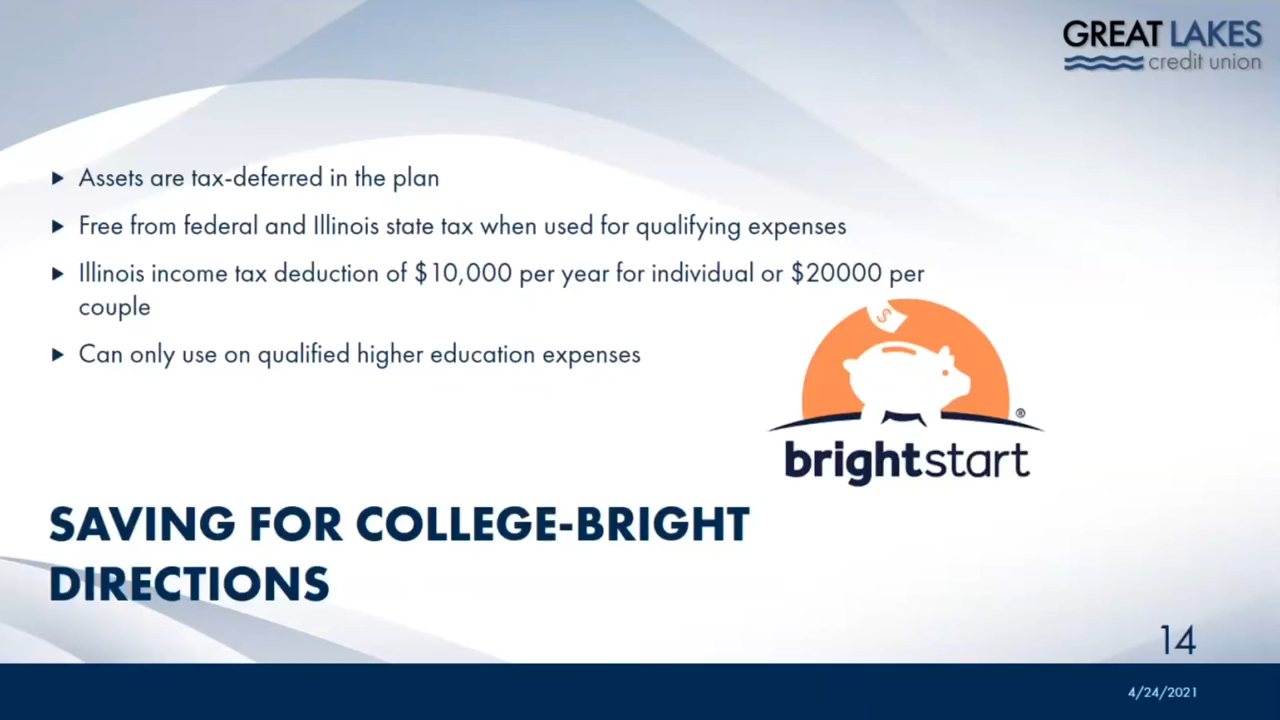 GREAT LAKES
credit union
Assets are tax-deferred in the plan
Free from federal and Illinois state tax when used for qualifying expenses
Illinois income tax deduction of $10,000 per year for individual or $20000 per
couple
Can only use on qualified higher education expenses
$
®
brightstart
SAVING FOR COLLEGE-BRIGHT
DIRECTIONS
14
4/24/2021